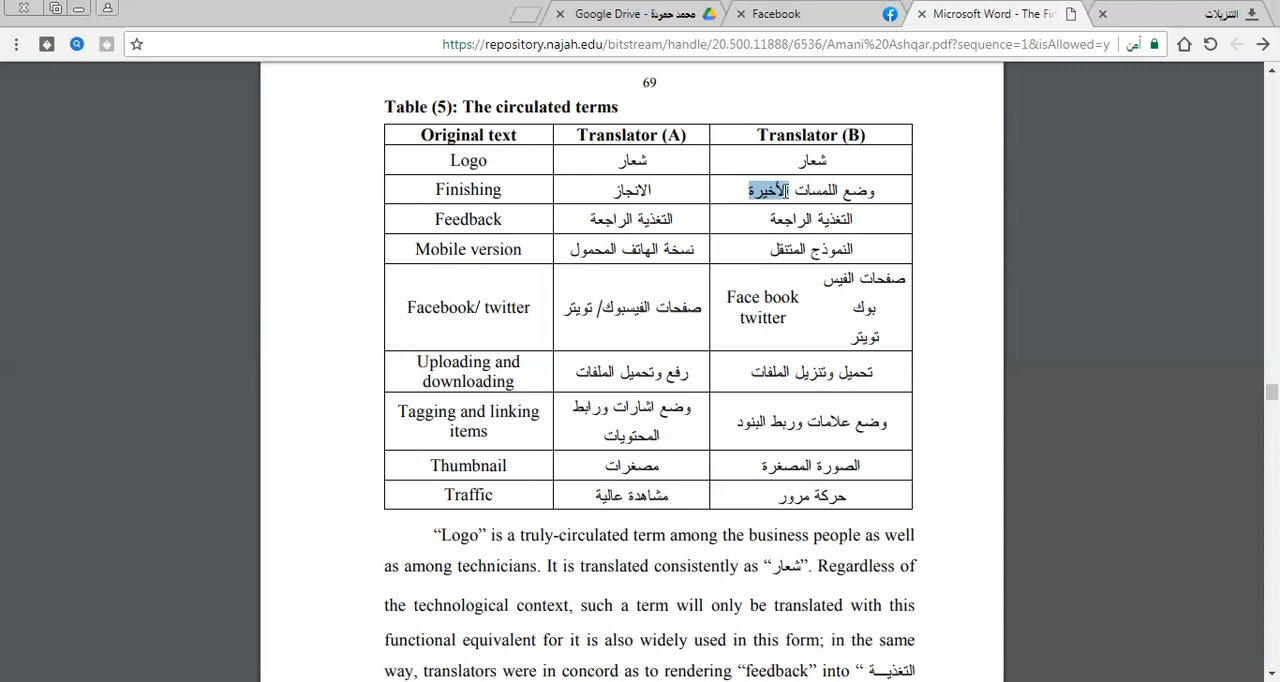 Google Drive - محمد حمودة
Facebook
Microsoft Word - The Fin
التنزيلات
https://repository.najah.edu/bitstream/handle/20.500.11888/6536/Amani%20Ashqar.pdf?sequence=1&isAllowed=y
آمن
69
Table (5): The circulated terms
Original text Translator (A) Translator (B)
Logo شعار شعار
Finishing الانجاز وضع اللمسات الأخيرة
Feedback التغذية الراجعة التغذية الراجعة
Mobile version نسخة الهاتف المحمول النموذج المتنقل
Facebook/ twitter صفحات الفيسبوك/ تويتر
Face book
twitter
صفحات الفيس
بوك
تويتر
Uploading and
downloading
رفع وتحميل الملفات تحميل وتنزيل الملفات
Tagging and linking
items
وضع اشارات ورابط
المحتويات
وضع علامات وربط البنود
Thumbnail مصغرات الصورة المصغرة
Traffic مشاهدة عالية حركة مرور
“Logo” is a truly-circulated term among the business people as well
as among technicians. It is translated consistently as “شعار”. Regardless of
the technological context, such a term will only be translated with this
functional equivalent for it is also widely used in this form; in the same
way, translators were in concord as to rendering “feedback” into “ التغذيـــة